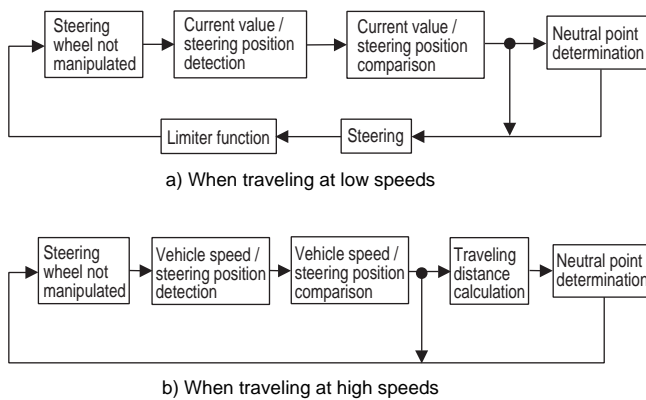 Steering
wheel not
manipulated
Current value /
steering position
detection
Current value /
steering position
comparison
Neutral point
determination
Limiter function
Steering
a) When traveling at low speeds
Steering
wheel not
manipulated
Vehicle speed /
steering position
detection
Vehicle speed /
steering position
comparison
Traveling
distance
calculation
Neutral point
determination
b) When traveling at high speeds